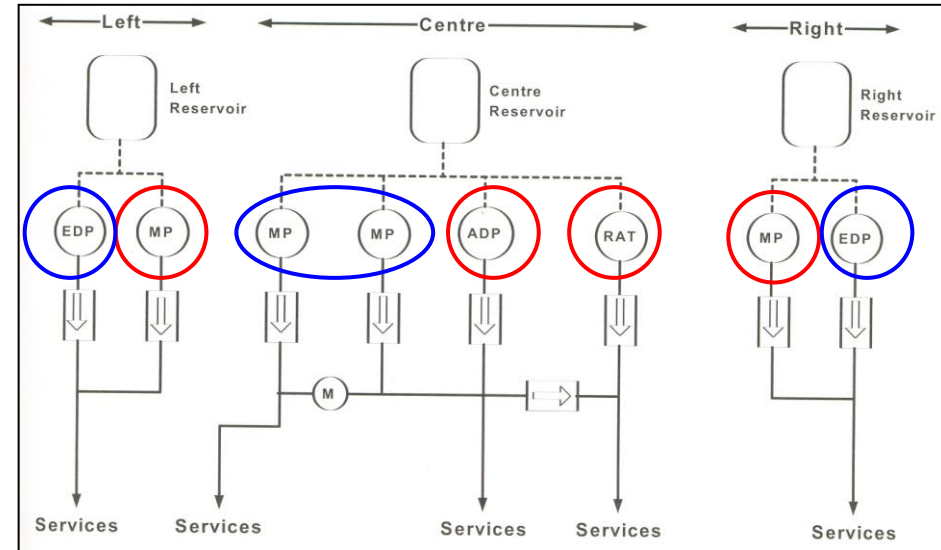 Left
Centre
Right
Left
Reservoir
Centre
Reservoir
Right
Reservoir
EDP
MP
MP
MP
ADP
RAT
MP
EDP
M
Services
Services
Services
Services
Services